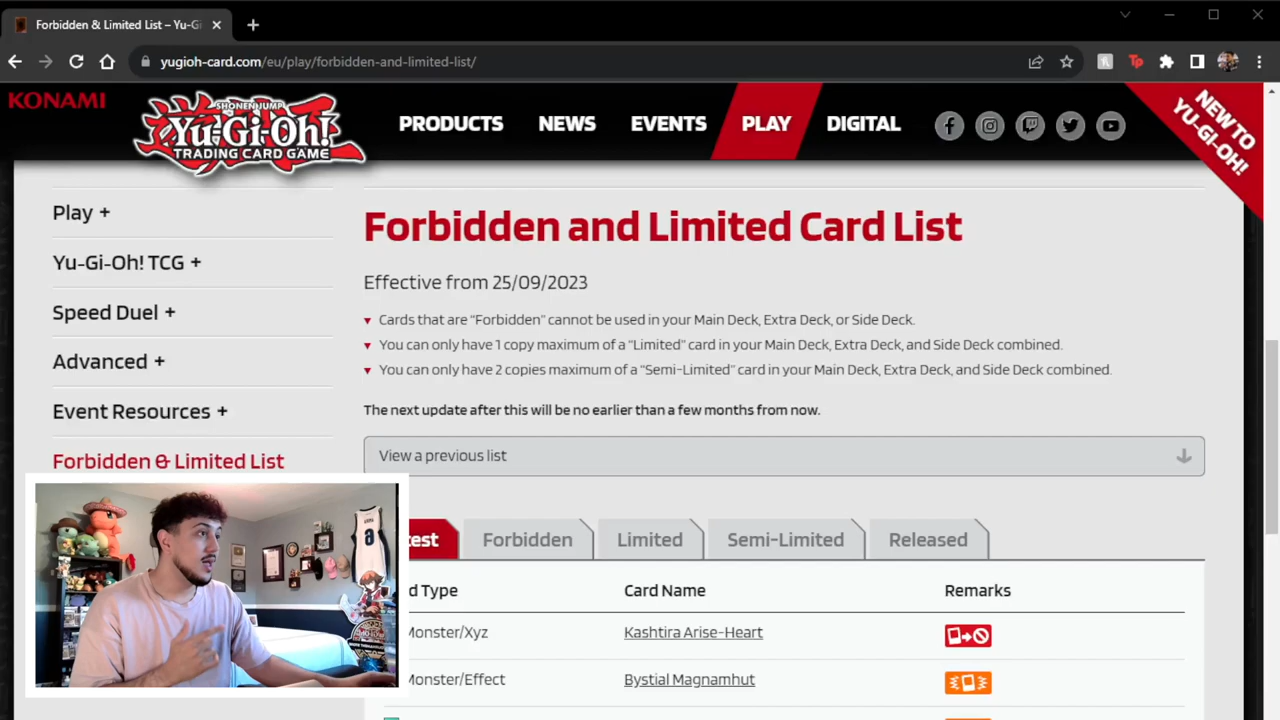 Forbidden & Limited List – Yu-G
yugioh-card.com/eu/play/forbidden-and-limited-list/
KONAMI
SHONEN JUMP
Yu-Gi-Oh!
TRADING CARD GAME
PRODUCTS NEWS EVENTS PLAY DIGITAL
NEW TO
YU-GI-OH!
Play +
Yu-Gi-Oh! TCG +
Speed Duel +
Advanced +
Event Resources +
Forbidden & Limited List
Forbidden and Limited Card List
Effective from 25/09/2023
Cards that are “Forbidden” cannot be used in your Main Deck, Extra Deck, or Side Deck.
You can only have 1 copy maximum of a “Limited” card in your Main Deck, Extra Deck, and Side Deck combined.
You can only have 2 copies maximum of a “Semi-Limited” card in your Main Deck, Extra Deck, and Side Deck combined.
The next update after this will be no earlier than a few months from now.
View a previous list
test Forbidden Limited Semi-Limited Released
d Type Card Name Remarks
Monster/Xyz Kashtira Arise-Heart
Monster/Effect Bystial Magnamhut